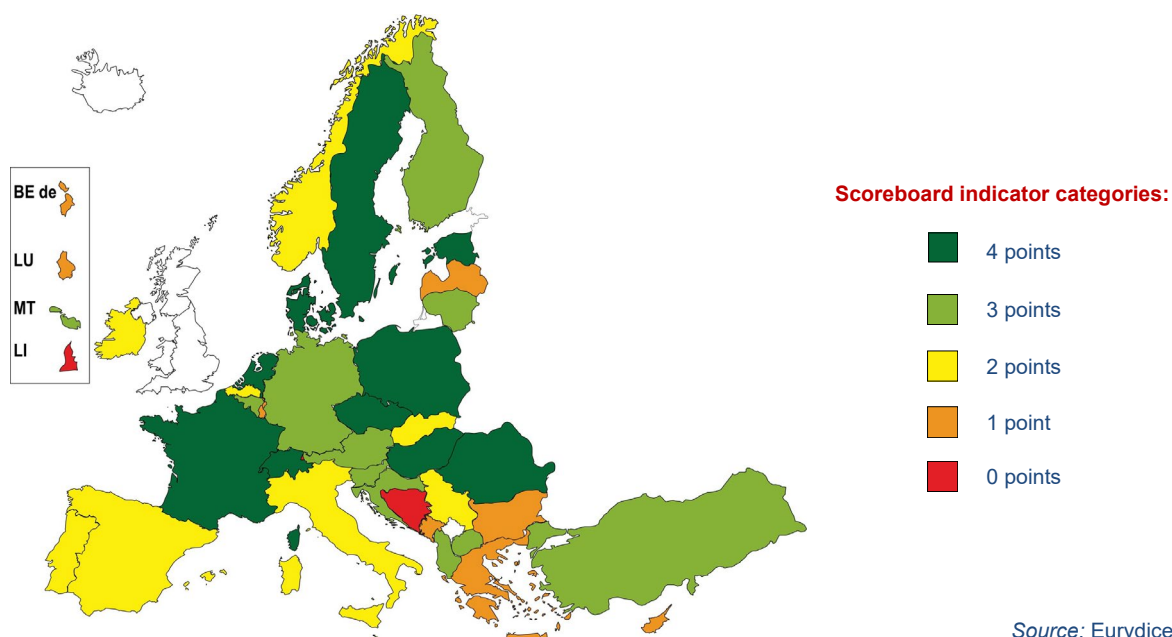 BE de
LU
MT
LI
Scoreboard indicator categories:
4 points
3 points
2 points
1 point
0 points
Source: Eurydice